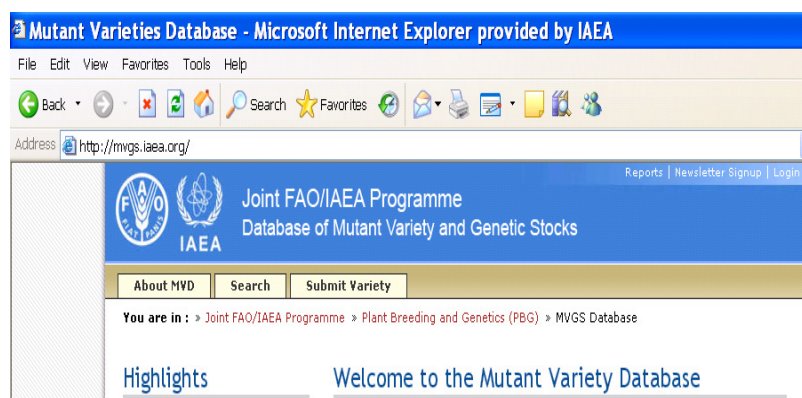 Mutant Varieties Database - Microsoft Internet Explorer provided by IAEA
File Edit View Favorites Tools Help
Back Search Favorites
Address http://mvgs.iaea.org/
Reports | Newsletter Signup | Login
FAO
FIAT PANIS
IAEA
Joint FAO/IAEA Programme
Database of Mutant Variety and Genetic Stocks
About MVD Search Submit Variety
You are in : » Joint FAO/IAEA Programme » Plant Breeding and Genetics (PBG) » MVGS Database
Highlights Welcome to the Mutant Variety Database